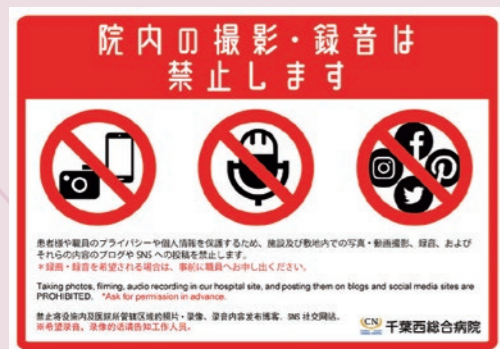 院内の撮影・録音は
禁止します
患者様や職員のプライバシーや個人情報を保護するため、施設及び敷地内での写真・動画撮影、録音、および
それらの内容のブログや SNS への投稿を禁止します。
＊録画・録音を希望される場合は、事前に職員へお申し出ください。
Taking photos, filming, audio recording in our hospital site, and posting them on blogs and social media sites are
PROHIBITED. *Ask for permission in advance.
禁止将设施内及医院所管辖区域的照片・录像、录音内容发布博客、SNS 社交网站。
※希望录音、录像的话请告知工作人员。
CN 千葉西総合病院